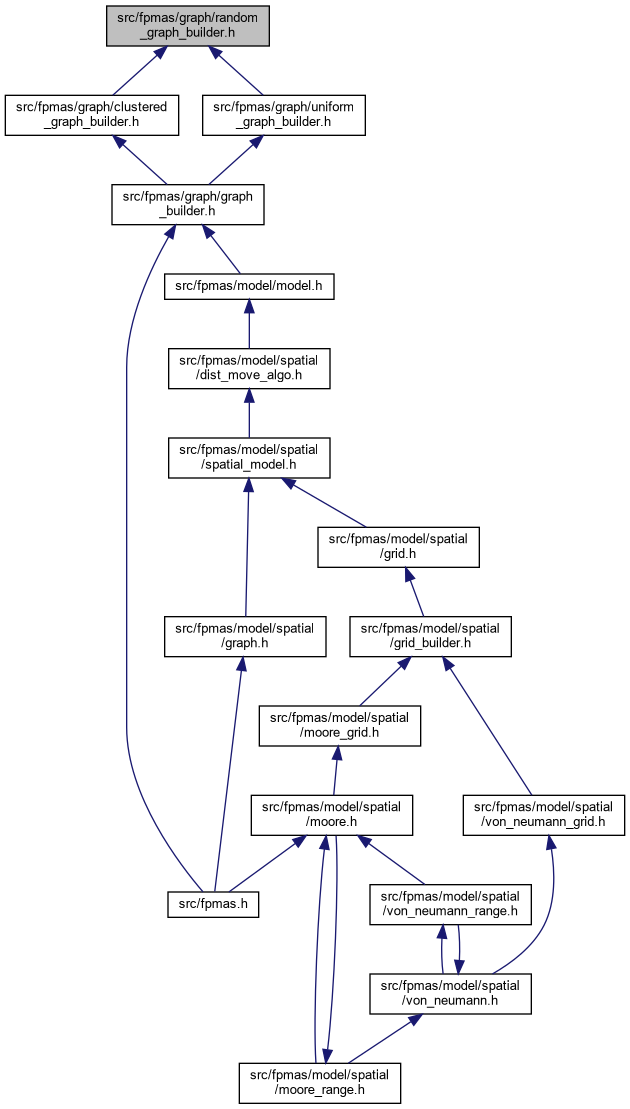 src/fpmas/graph/random
_graph_builder.h
src/fpmas/graph/clustered
_graph_builder.h
src/fpmas/graph/uniform
_graph_builder.h
src/fpmas/graph/graph
_builder.h
src/fpmas/model/model.h
src/fpmas/model/spatial
/dist_move_algo.h
src/fpmas/model/spatial
/spatial_model.h
src/fpmas/model/spatial
/grid.h
src/fpmas/model/spatial
/graph.h
src/fpmas/model/spatial
/grid_builder.h
src/fpmas/model/spatial
/moore_grid.h
src/fpmas/model/spatial
/moore.h
src/fpmas/model/spatial
/von_neumann_grid.h
src/fpmas.h
src/fpmas/model/spatial
/von_neumann_range.h
src/fpmas/model/spatial
/von_neumann.h
src/fpmas/model/spatial
/moore_range.h